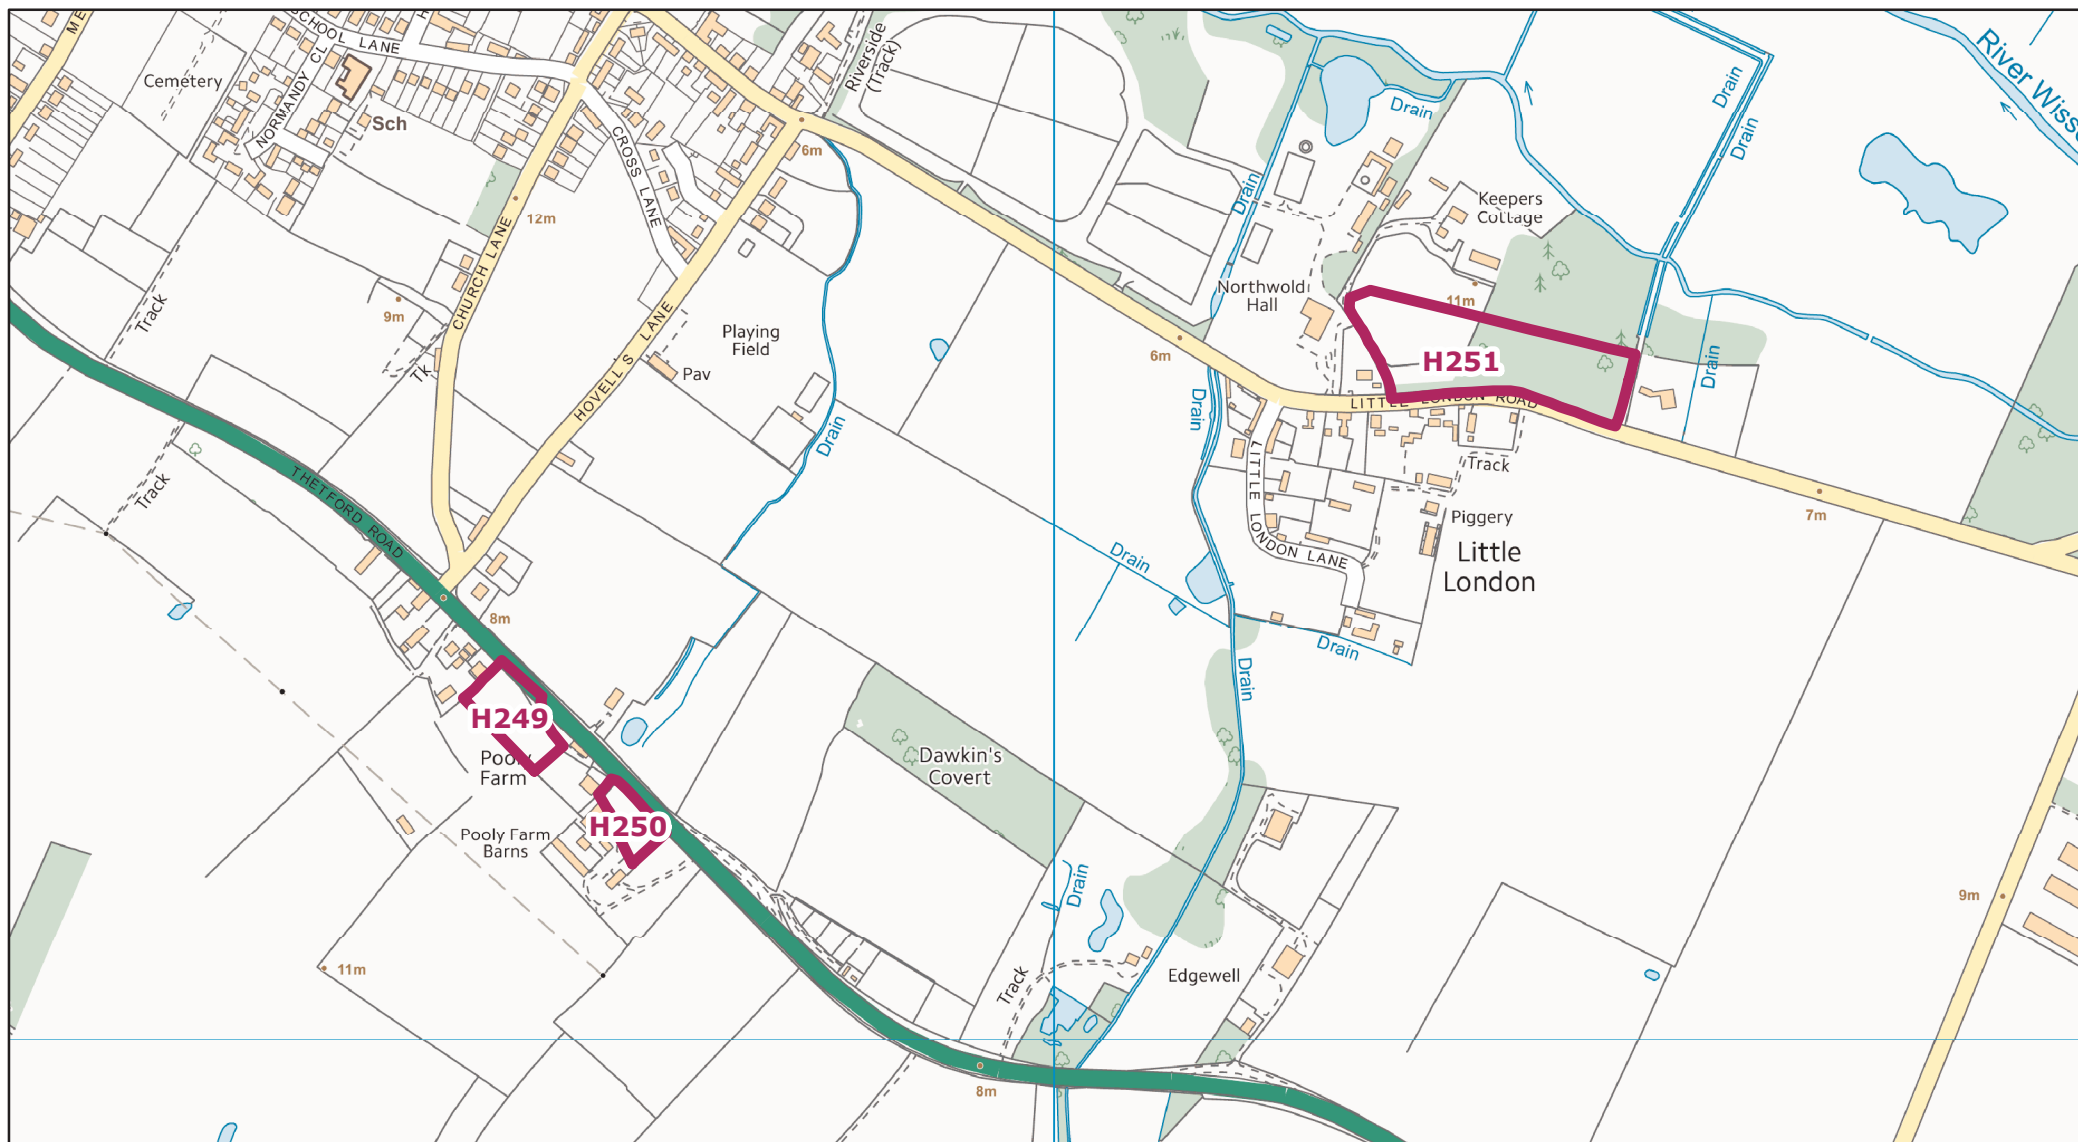 SCHOOL LANE
Cemetery
NORMANDY CL
Sch
Riverside
(Track)
6m
CROSS LANE
12m
CHURCH LANE
9m
Track
Tk
HOVELL'S LANE
Playing
Field
Pav
Drain
Drain
Drain
Drain
Drain
River Wisse
Keepers
Cottage
Northwold
Hall
11m
H251
6m
LITTLE LONDON ROAD
Drain
Drain
Track
7m
Piggery
Little
London
LITTLE LONDON LANE
Drain
Drain
Drain
Track
THETFORD ROAD
8m
H249
Pooly
Farm
H250
Pooly Farm
Barns
Dawkin's
Covert
Drain
Edgewell
Track
11m
8m
9m